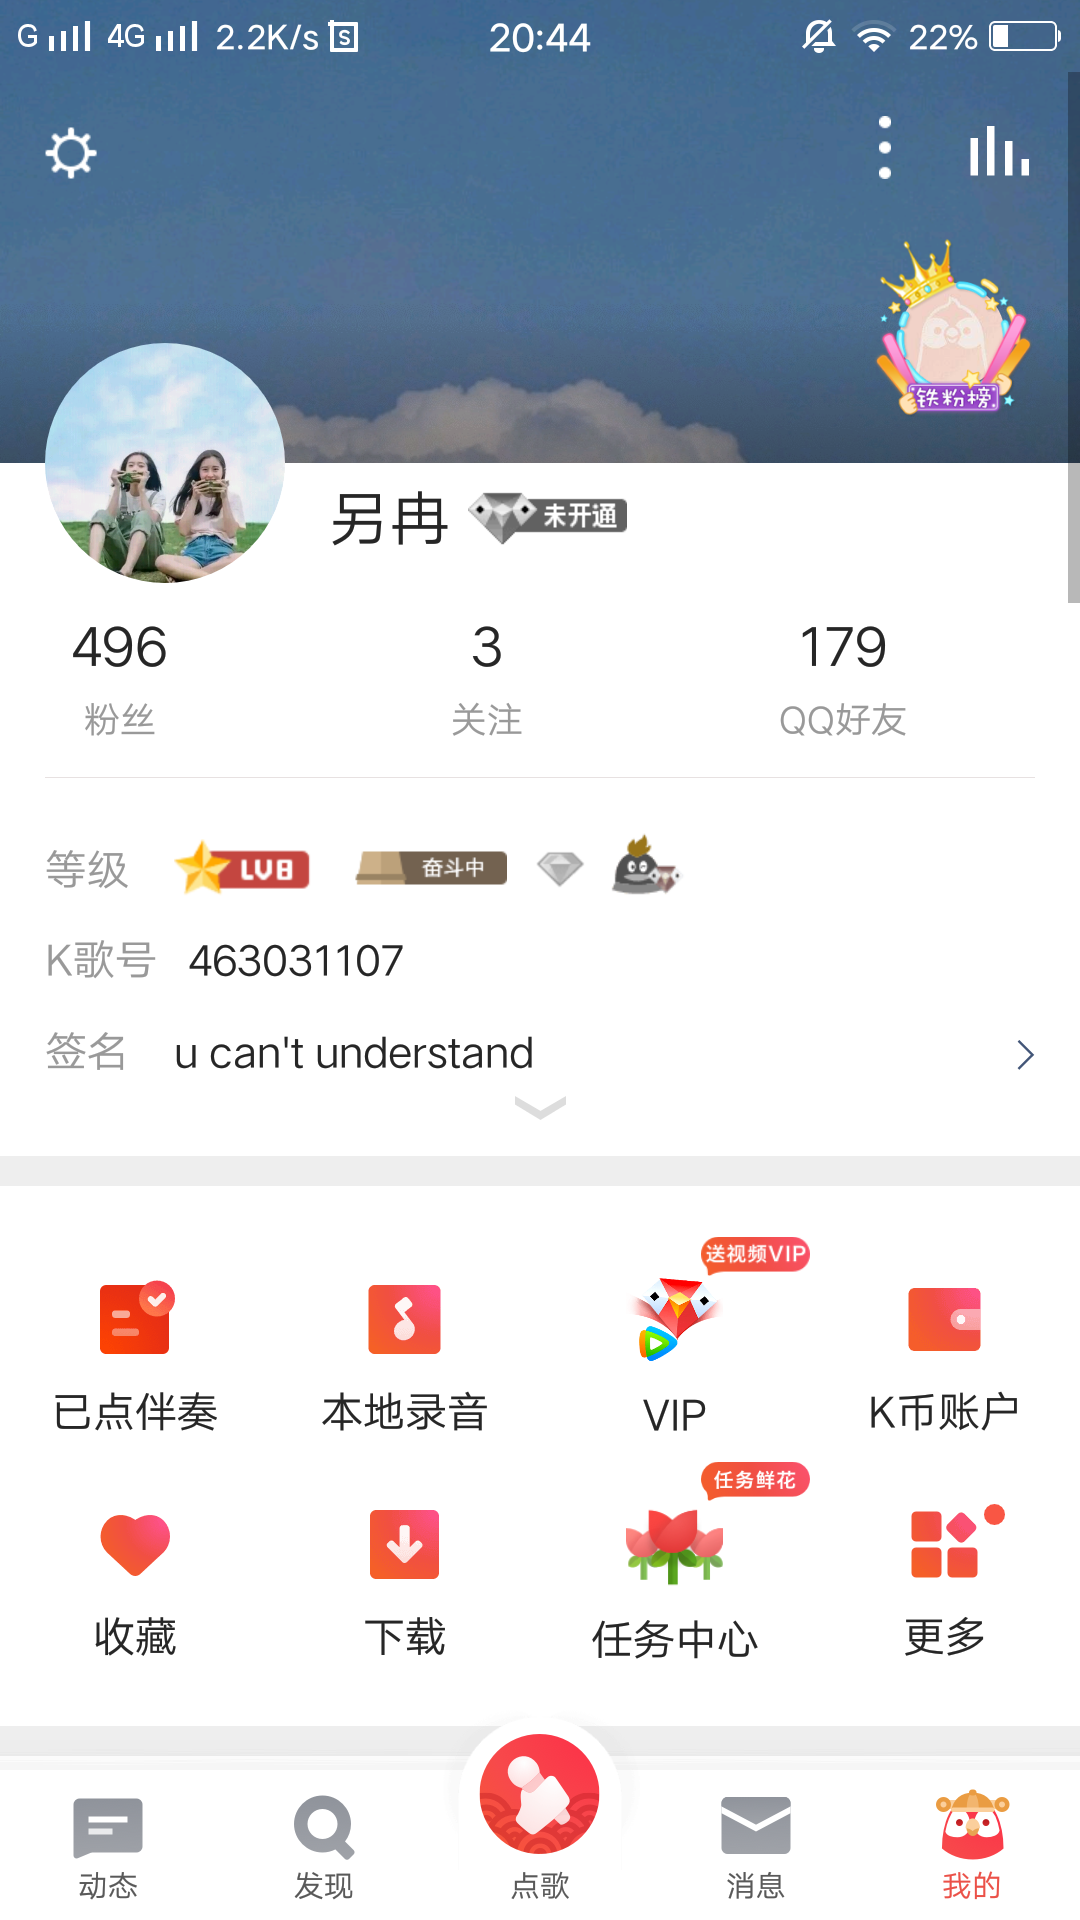 G 4G 2.2K/s 20:44 22%
铁粉榜
另冉 未开通
496 3 179
粉丝 关注 QQ好友
等级 LV8 奋斗中
K歌号 463031107
签名 u can't understand
送视频VIP
已点伴奏 本地录音 VIP K币账户
任务鲜花
收藏 下载 任务中心 更多
动态 发现 点歌 消息 我的